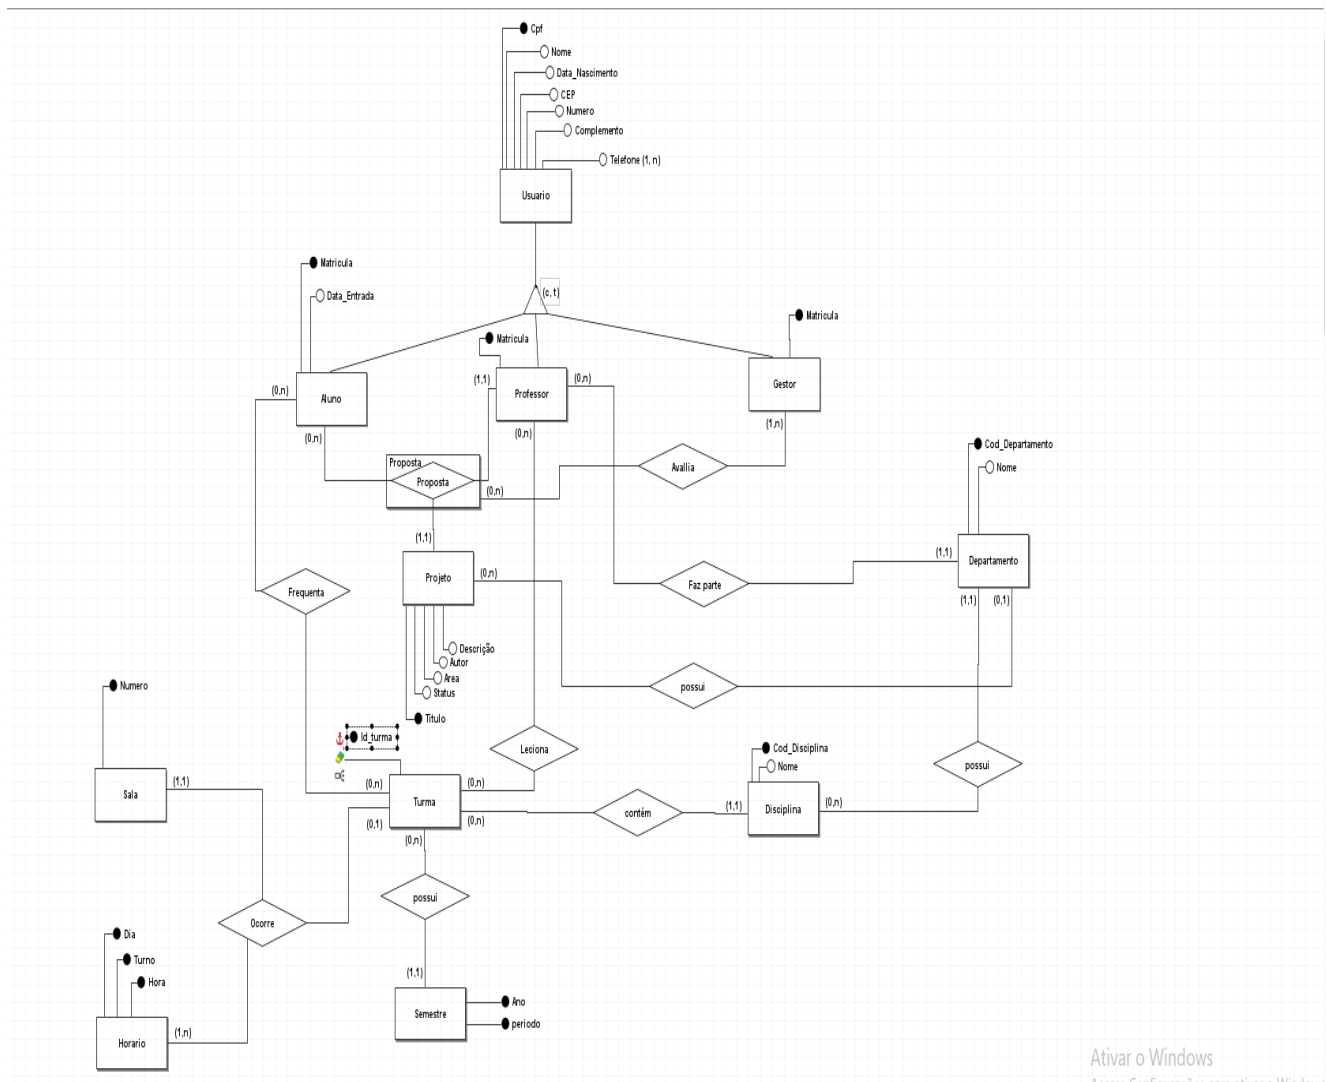 Cpf
Nome
Data_Nascimento
CEP
Numero
Complemento
Telefone (1, n)
Usuario
Matricula
Data_Entrada
(c, t)
Matricula
Matricula
(1,1)
(0,n)
(0,n)
Aluno
Professor
Gestor
(0,n)
(0,n)
(1,n)
Cod_Departamento
Nome
Proposta
Proposta
Avallia
(0,n)
(1,1)
(1,1)
Departamento
Projeto
(0,n)
Faz parte
Frequenta
(1,1)
(0,1)
Descrição
Autor
Area
Status
Titulo
possui
Numero
Id_turma
Leciona
Cod_Disciplina
Nome
possui
Sala
(1,1)
(0,n)
(0,n)
Turma
(0,1)
(0,n)
(0,n)
contém
(1,1)
Disciplina
(0,n)
possui
Ocorre
Dia
Turno
Hora
(1,1)
Semestre
Ano
periodo
Horario
(1,n)
Ativar o Windows